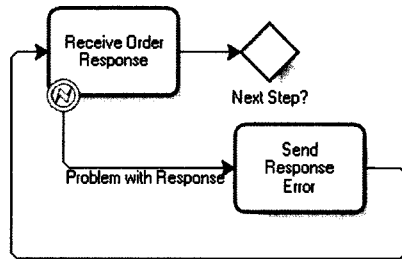 Receive Order
Response
Next Step?
Problem with Response
Send
Response
Error